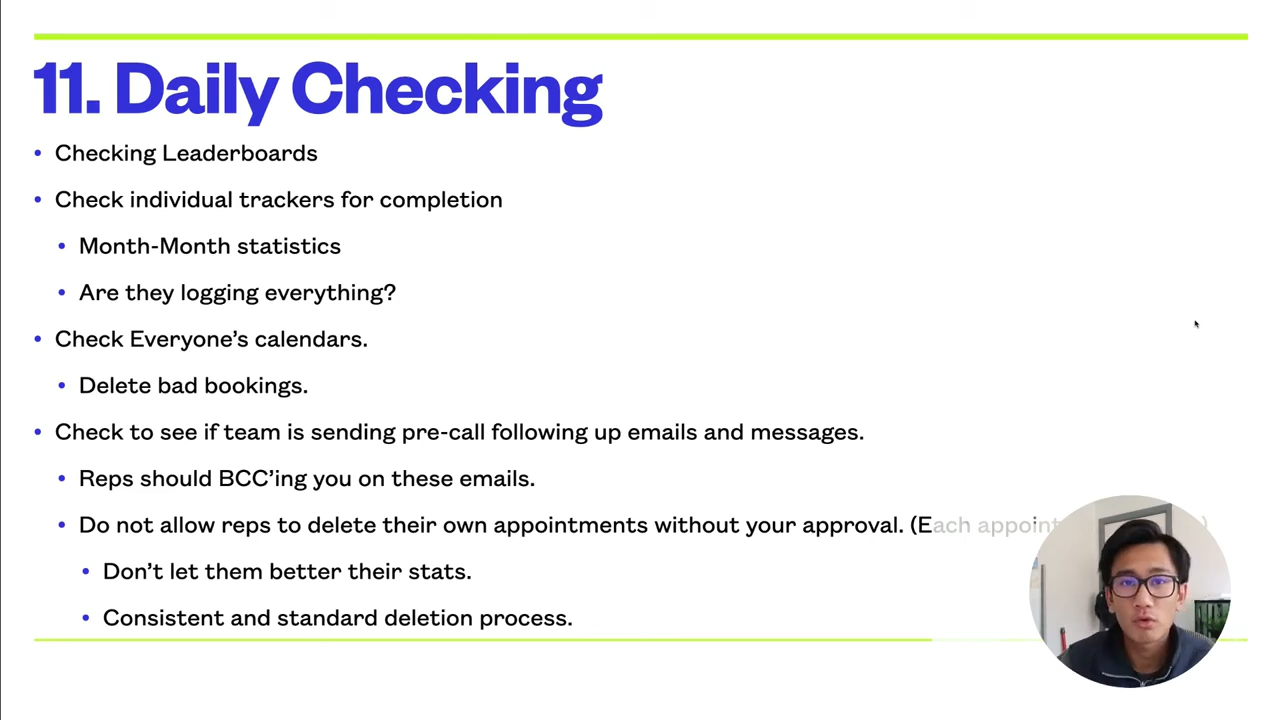 11. Daily Checking
• Checking Leaderboards
• Check individual trackers for completion
• Month-Month statistics
• Are they logging everything?
• Check Everyone’s calendars.
• Delete bad bookings.
• Check to see if team is sending pre-call following up emails and messages.
• Reps should BCC’ing you on these emails.
• Do not allow reps to delete their own appointments without your approval. (Each
• Don’t let them better their stats.
• Consistent and standard deletion process.